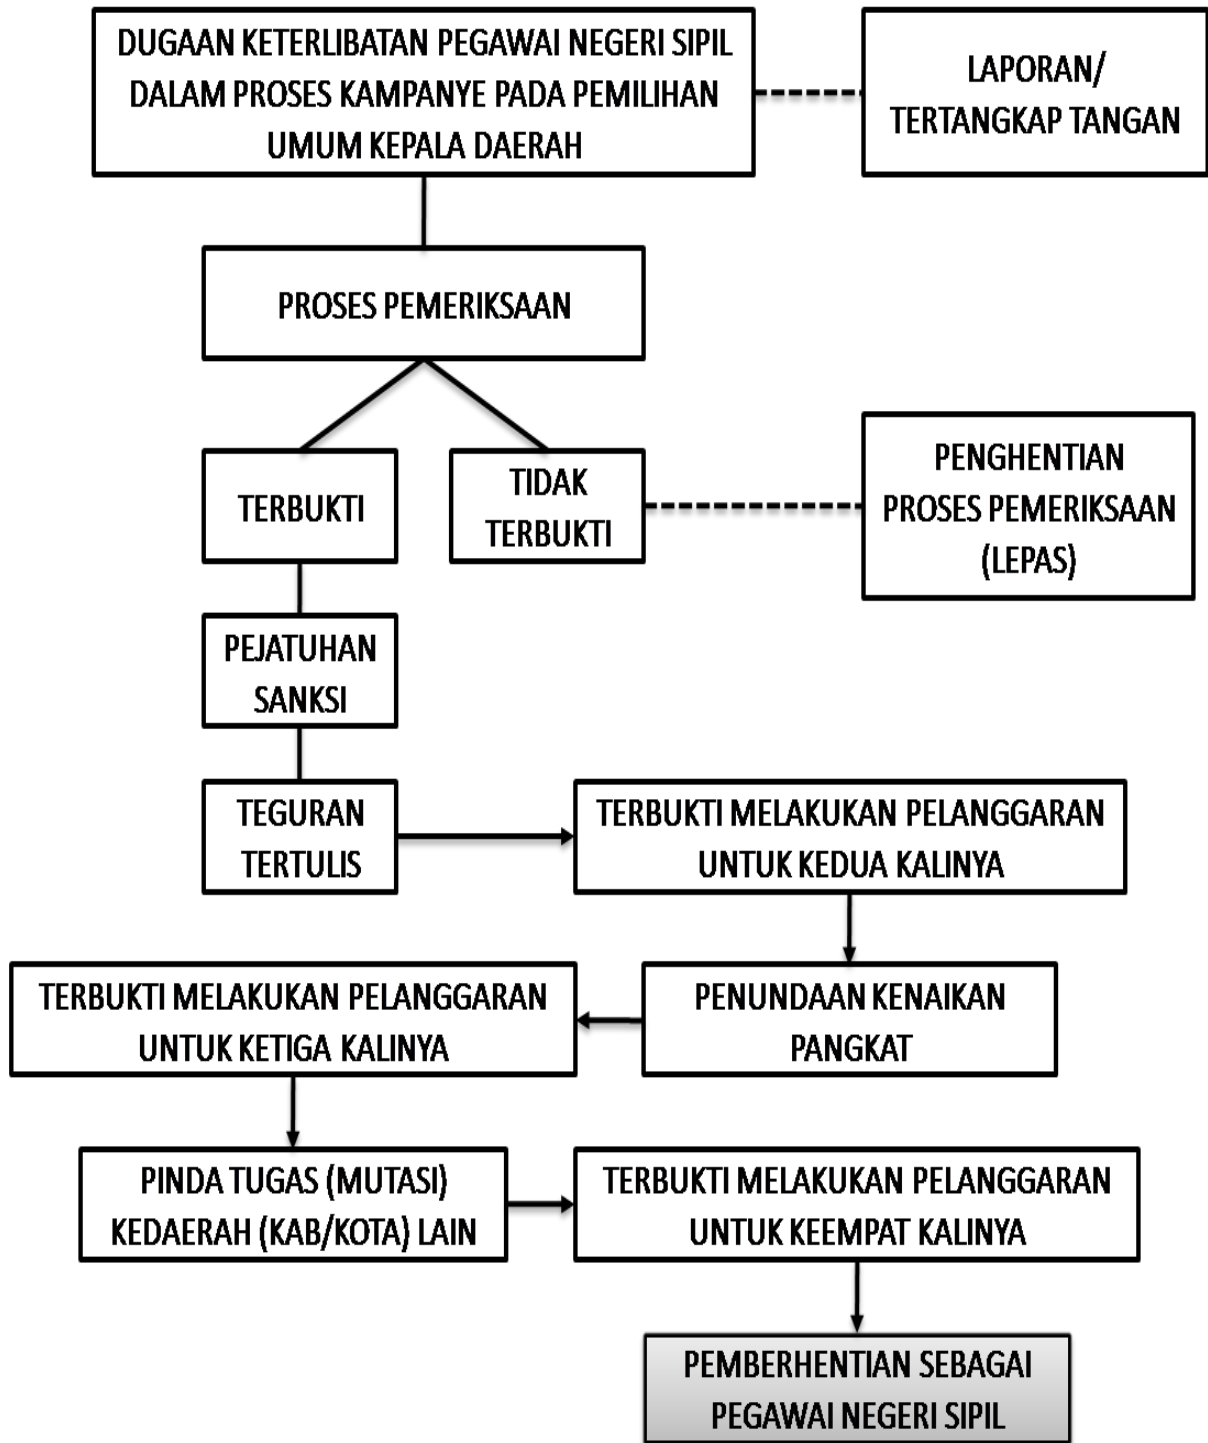 DUGAAN KETERLIBATAN PEGAWAI NEGERI SIPIL
DALAM PROSES KAMPANYE PADA PEMILIHAN
UMUM KEPALA DAERAH
LAPORAN/
TERTANGKAP TANGAN
PROSES PEMERIKSAAN
TERBUKTI
TIDAK
TERBUKTI
PENGHENTIAN
PROSES PEMERIKSAAN
(LEPAS)
PEJATUHAN
SANKSI
TEGURAN
TERTULIS
TERBUKTI MELAKUKAN PELANGGARAN
UNTUK KEDUA KALINYA
PENUNDAAN KENAIKAN
PANGKAT
TERBUKTI MELAKUKAN PELANGGARAN
UNTUK KETIGA KALINYA
PINDA TUGAS (MUTASI)
KEDAERAH (KAB/KOTA) LAIN
TERBUKTI MELAKUKAN PELANGGARAN
UNTUK KEEMPAT KALINYA
PEMBERHENTIAN SEBAGAI
PEGAWAI NEGERI SIPIL